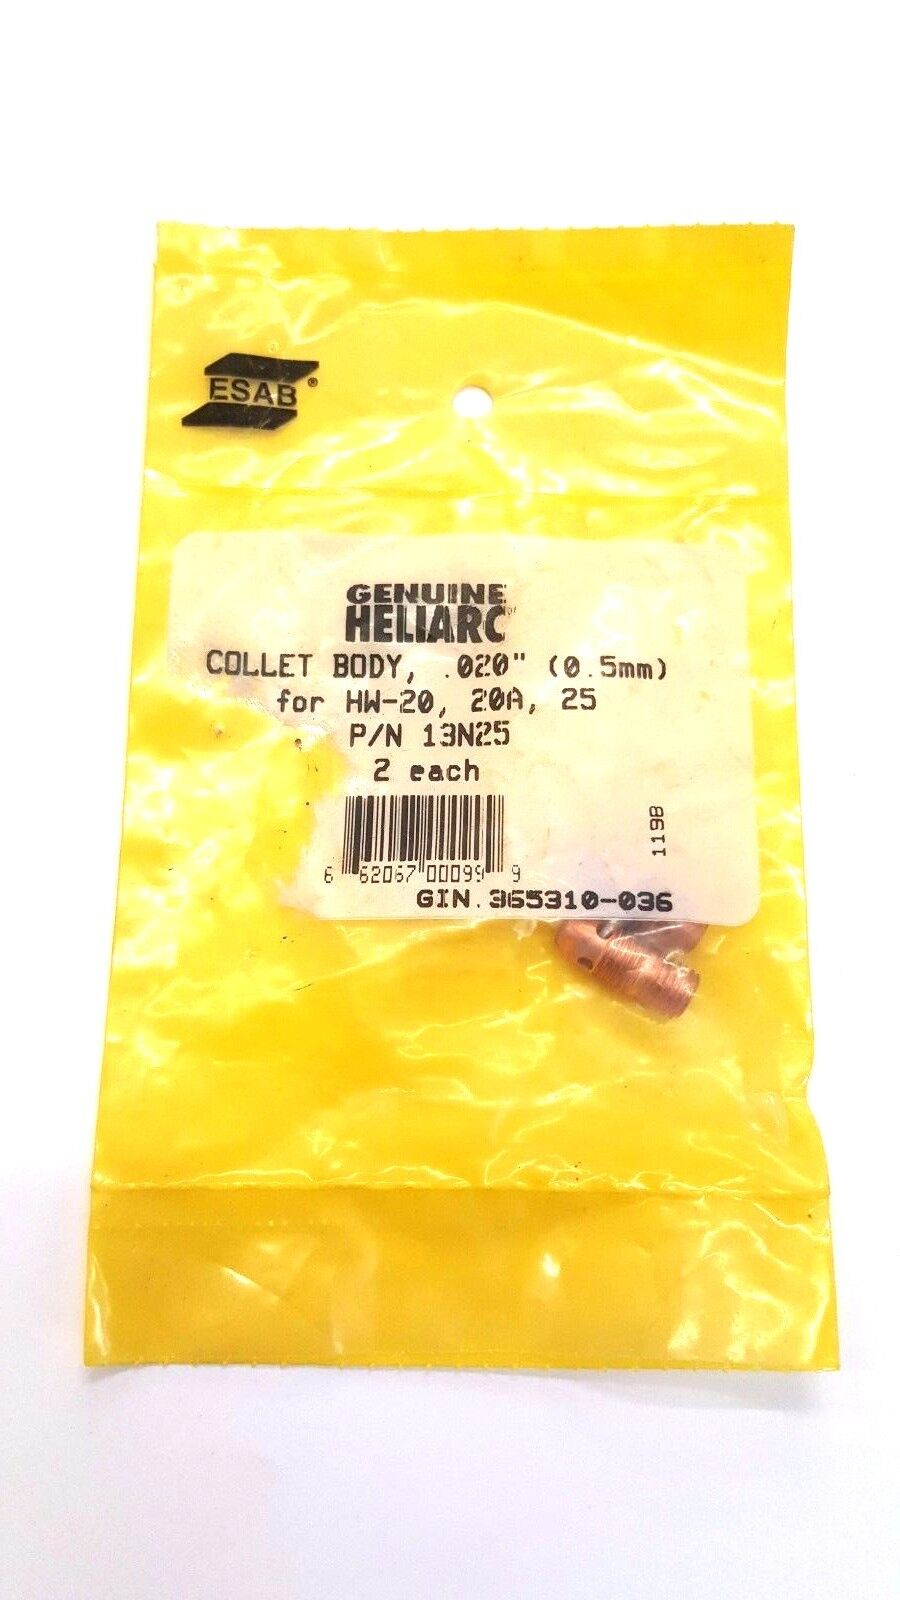 ESAB®
GENUINE
HELIARC
COLLET BODY, .020" (0.5mm)
for HW-20, 20A, 25
P/N 13N25
2 each
6 62067 00099 9
119B
GIN. 365310-036